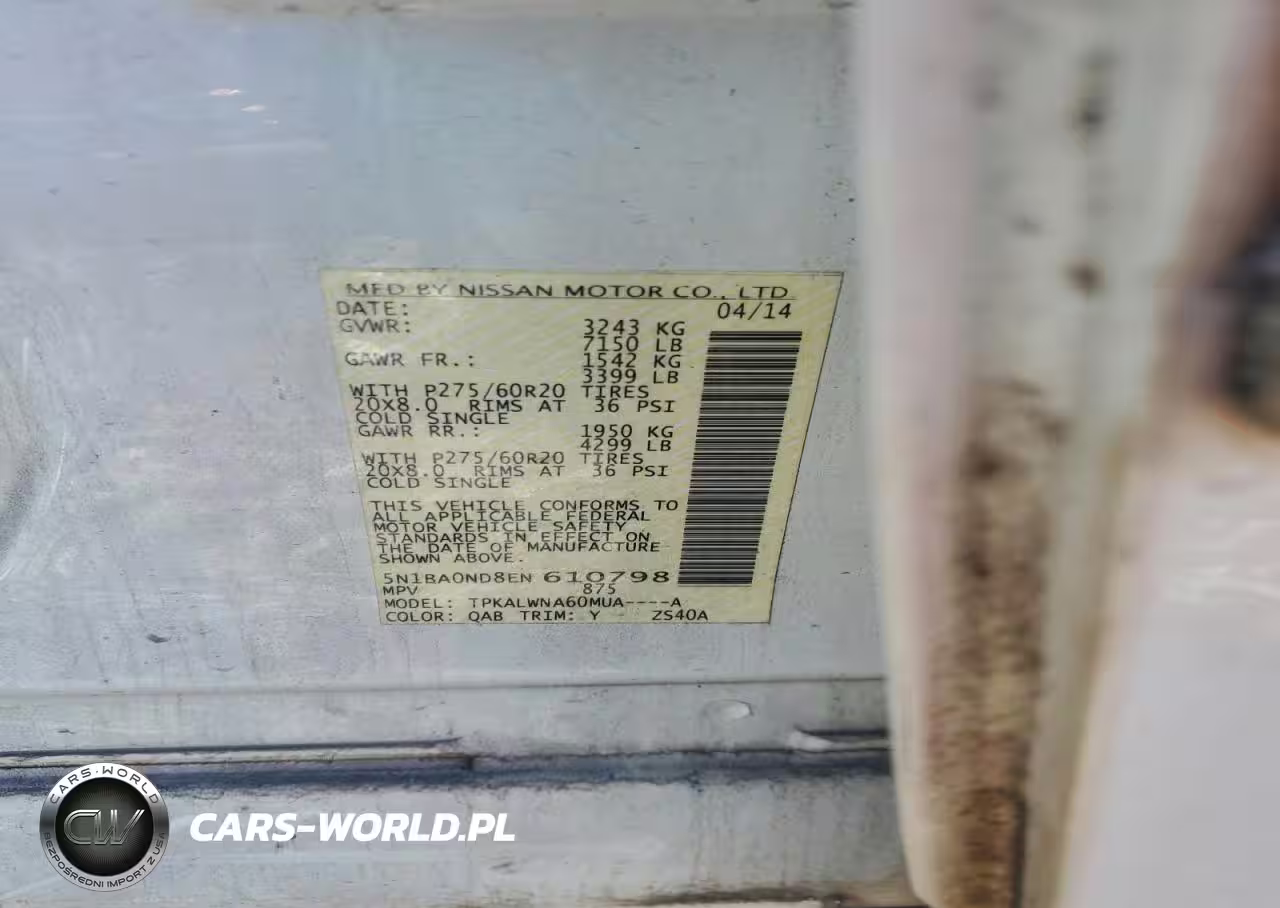 MFD BY NISSAN MOTOR CO., LTD.
DATE: 04/14
GVWR: 3243 KG
7150 LB
GAWR FR.: 1542 KG
3399 LB
WITH P275/60R20 TIRES
20X8.0 RIMS AT 36 PSI
COLD SINGLE
GAWR RR.: 1950 KG
4299 LB
WITH P275/60R20 TIRES
20X8.0 RIMS AT 36 PSI
COLD SINGLE
THIS VEHICLE CONFORMS TO
ALL APPLICABLE FEDERAL
MOTOR VEHICLE SAFETY
STANDARDS IN EFFECT ON
THE DATE OF MANUFACTURE
SHOWN ABOVE.
5N1BA0ND8EN 610798
MPV 875
MODEL: TPKALWNA60MUA----A
COLOR: QAB TRIM: Y - ZS40A
CARS-WORLD
CW
BEZPOŚREDNI IMPORT Z USA
CARS-WORLD.PL